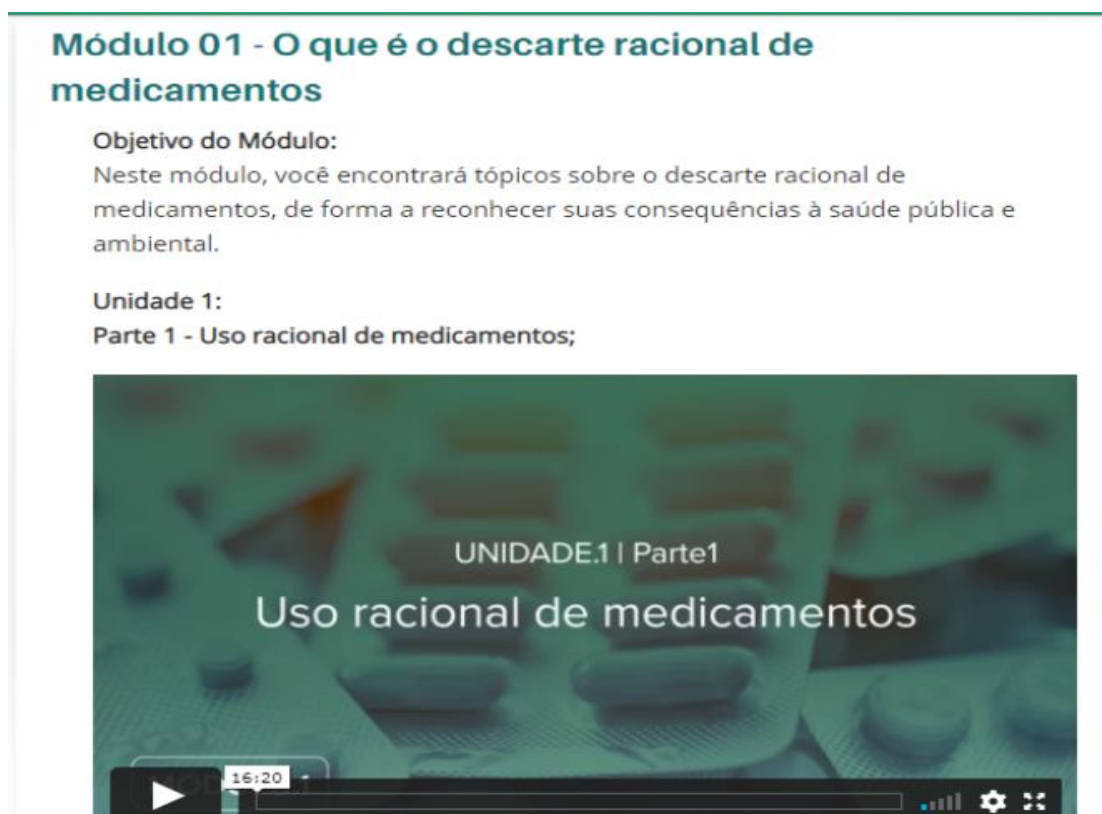 Módulo 01 - O que é o descarte racional de
medicamentos
Objetivo do Módulo:
Neste módulo, você encontrará tópicos sobre o descarte racional de
medicamentos, de forma a reconhecer suas consequências à saúde pública e
ambiental.
Unidade 1:
Parte 1 - Uso racional de medicamentos;
UNIDADE.1 | Parte1
Uso racional de medicamentos
16:20